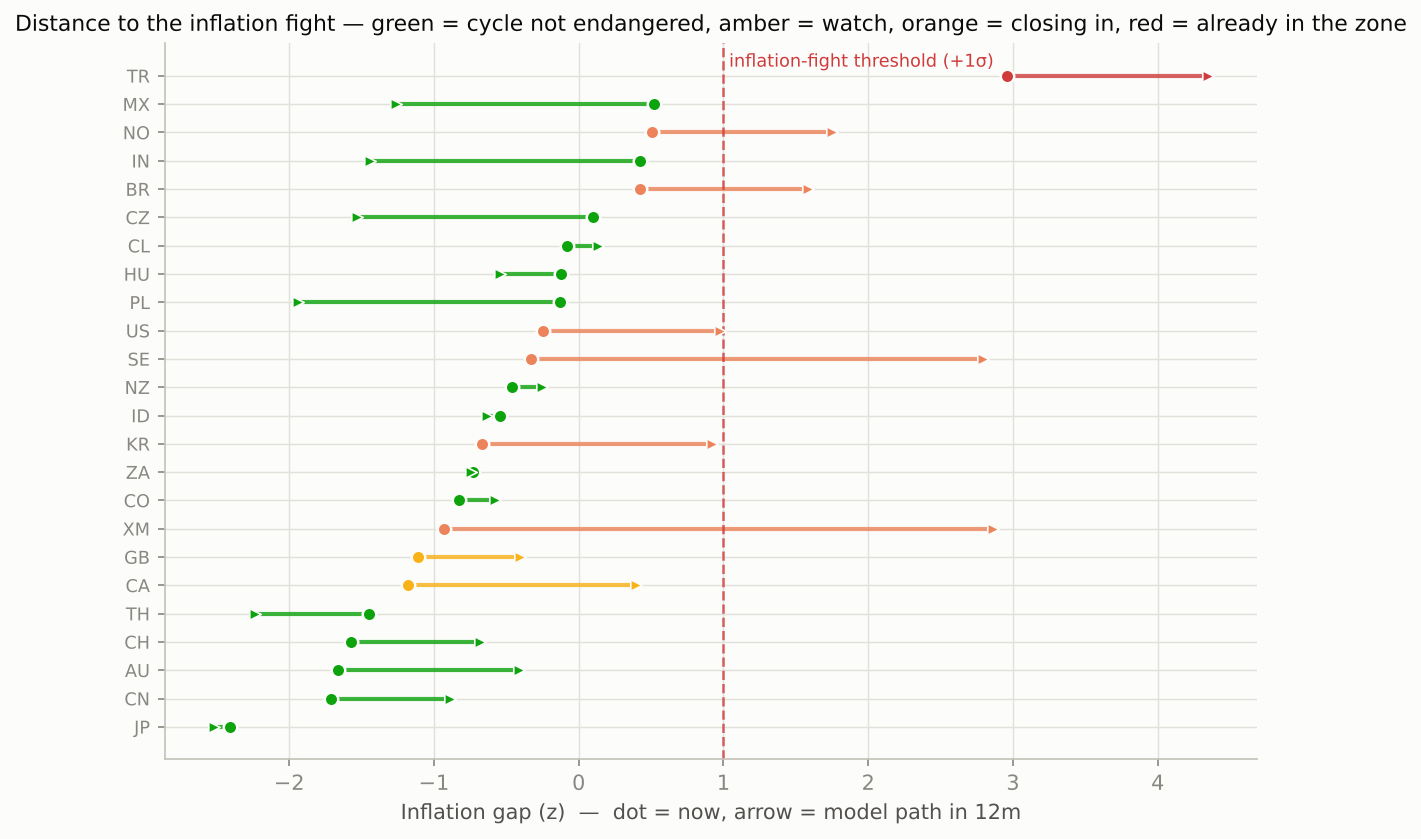 Distance to the inflation fight — green = cycle not endangered, amber = watch, orange = closing in, red = already in the zone
inflation-fight threshold (+1σ)
TR
MX
NO
IN
BR
CZ
CL
HU
PL
US
SE
NZ
ID
KR
ZA
CO
XM
GB
CA
TH
CH
AU
CN
JP
−2 −1 0 1 2 3 4
Inflation gap (z) — dot = now, arrow = model path in 12m